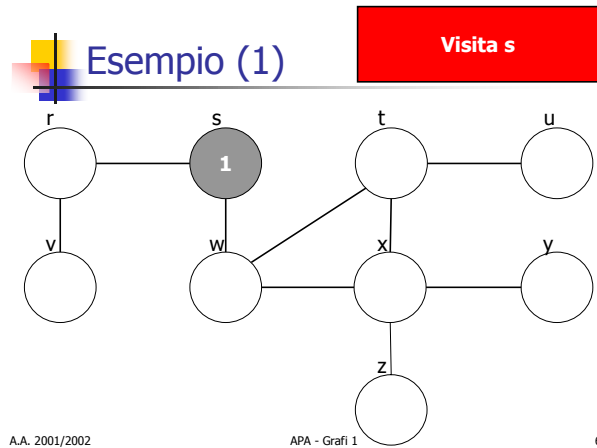 Esempio (1)
Visita s
r s t u
1
v w x y
z
A.A. 2001/2002 APA - Grafi 1